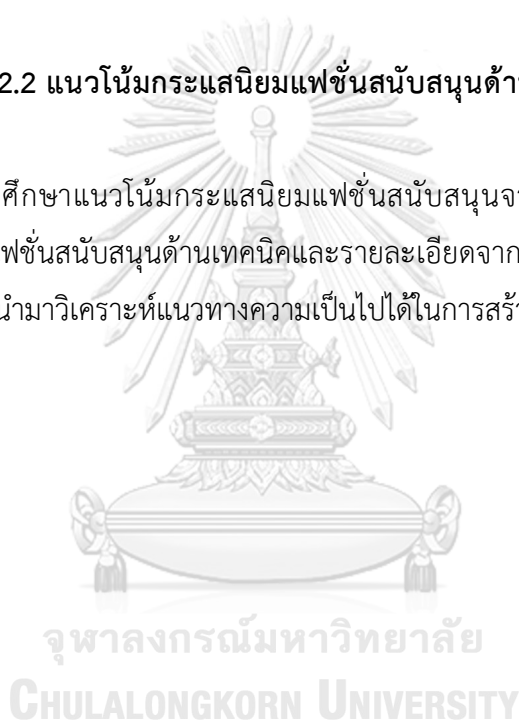 2.2 แนวโน้มกระแสนิยมแฟชั่นสนับสนุนด้า
ศึกษาแนวโน้มกระแสนิยมแฟชั่นสนับสนุนจา
ฟชั่นสนับสนุนด้านเทคนิคและรายละเอียดจาก
นำมาวิเคราะห์แนวทางความเป็นไปได้ในการสร้า
จุฬาลงกรณ์มหาวิทยาลัย
CHULALONGKORN UNIVERSITY